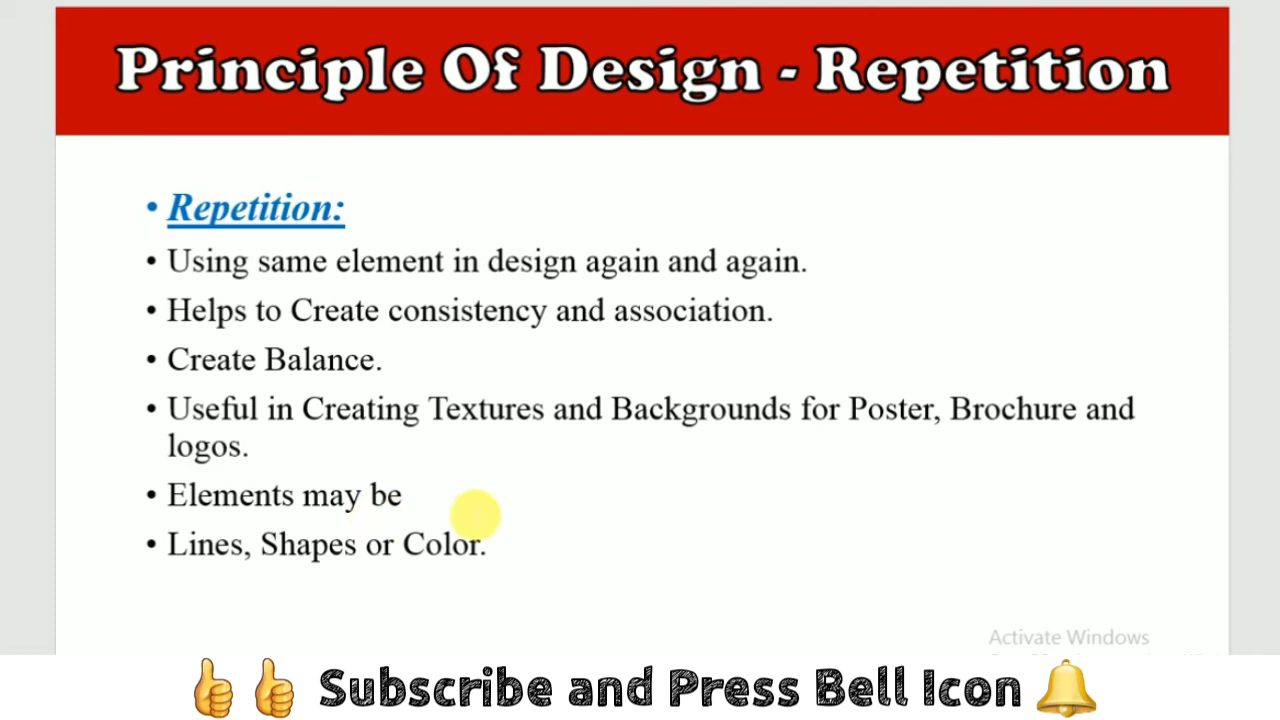 Principle Of Design - Repetition
• Repetition:
• Using same element in design again and again.
• Helps to Create consistency and association.
• Create Balance.
• Useful in Creating Textures and Backgrounds for Poster, Brochure and
logos.
• Elements may be
• Lines, Shapes or Color.
Activate Windows
Subscribe and Press Bell Icon